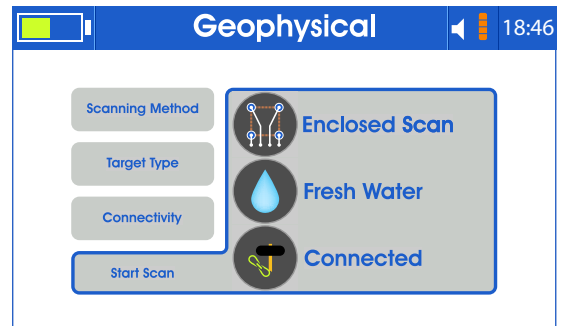 Geophysical
18:46
Scanning Method
Target Type
Connectivity
Start Scan
Enclosed Scan
Fresh Water
Connected